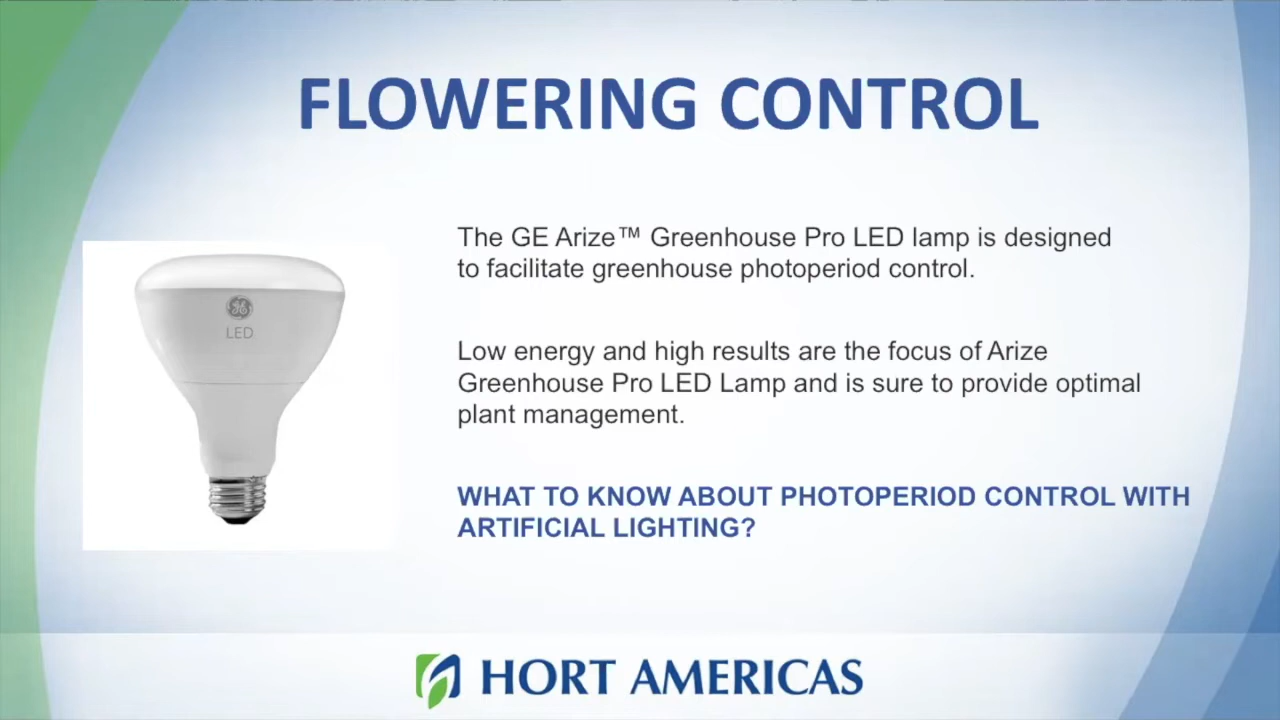 FLOWERING CONTROL
The GE Arize™ Greenhouse Pro LED lamp is designed
to facilitate greenhouse photoperiod control.
LED
Low energy and high results are the focus of Arize
Greenhouse Pro LED Lamp and is sure to provide optimal
plant management.
WHAT TO KNOW ABOUT PHOTOPERIOD CONTROL WITH
ARTIFICIAL LIGHTING?
HORT AMERICAS